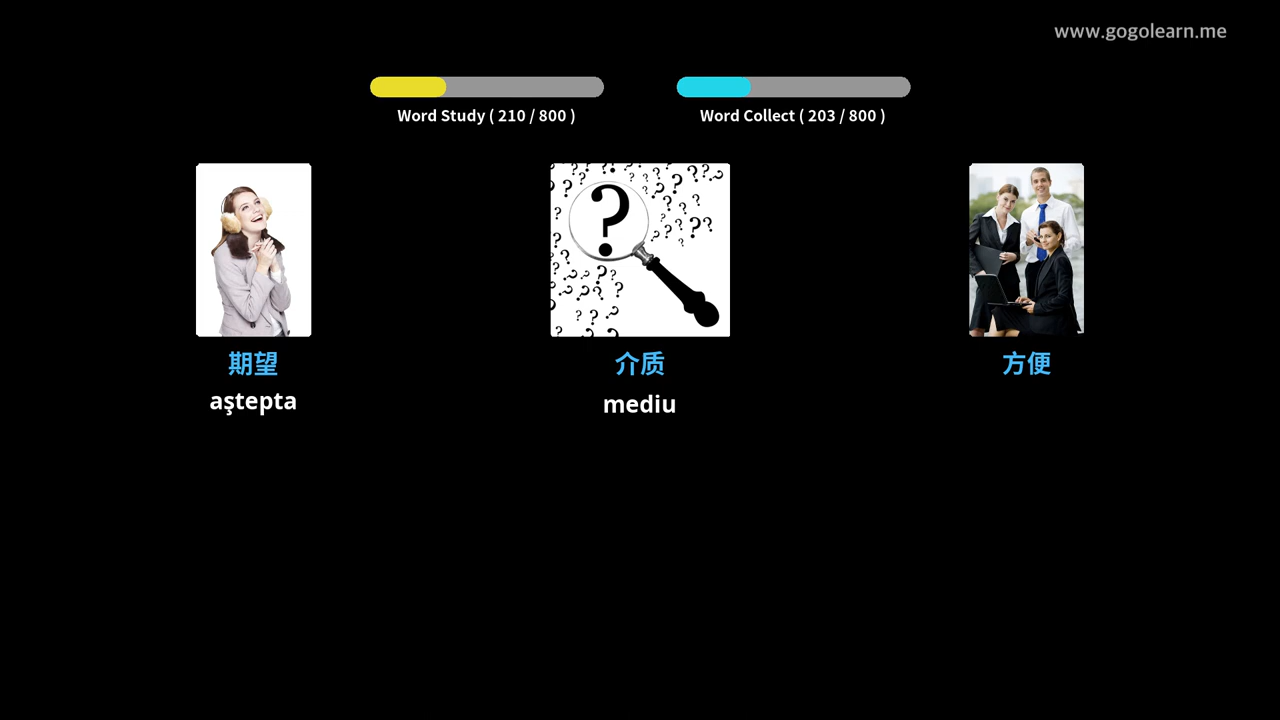 www.gogolearn.me
Word Study ( 210 / 800 )
Word Collect ( 203 / 800 )
期望
介质
方便
aştepta
mediu